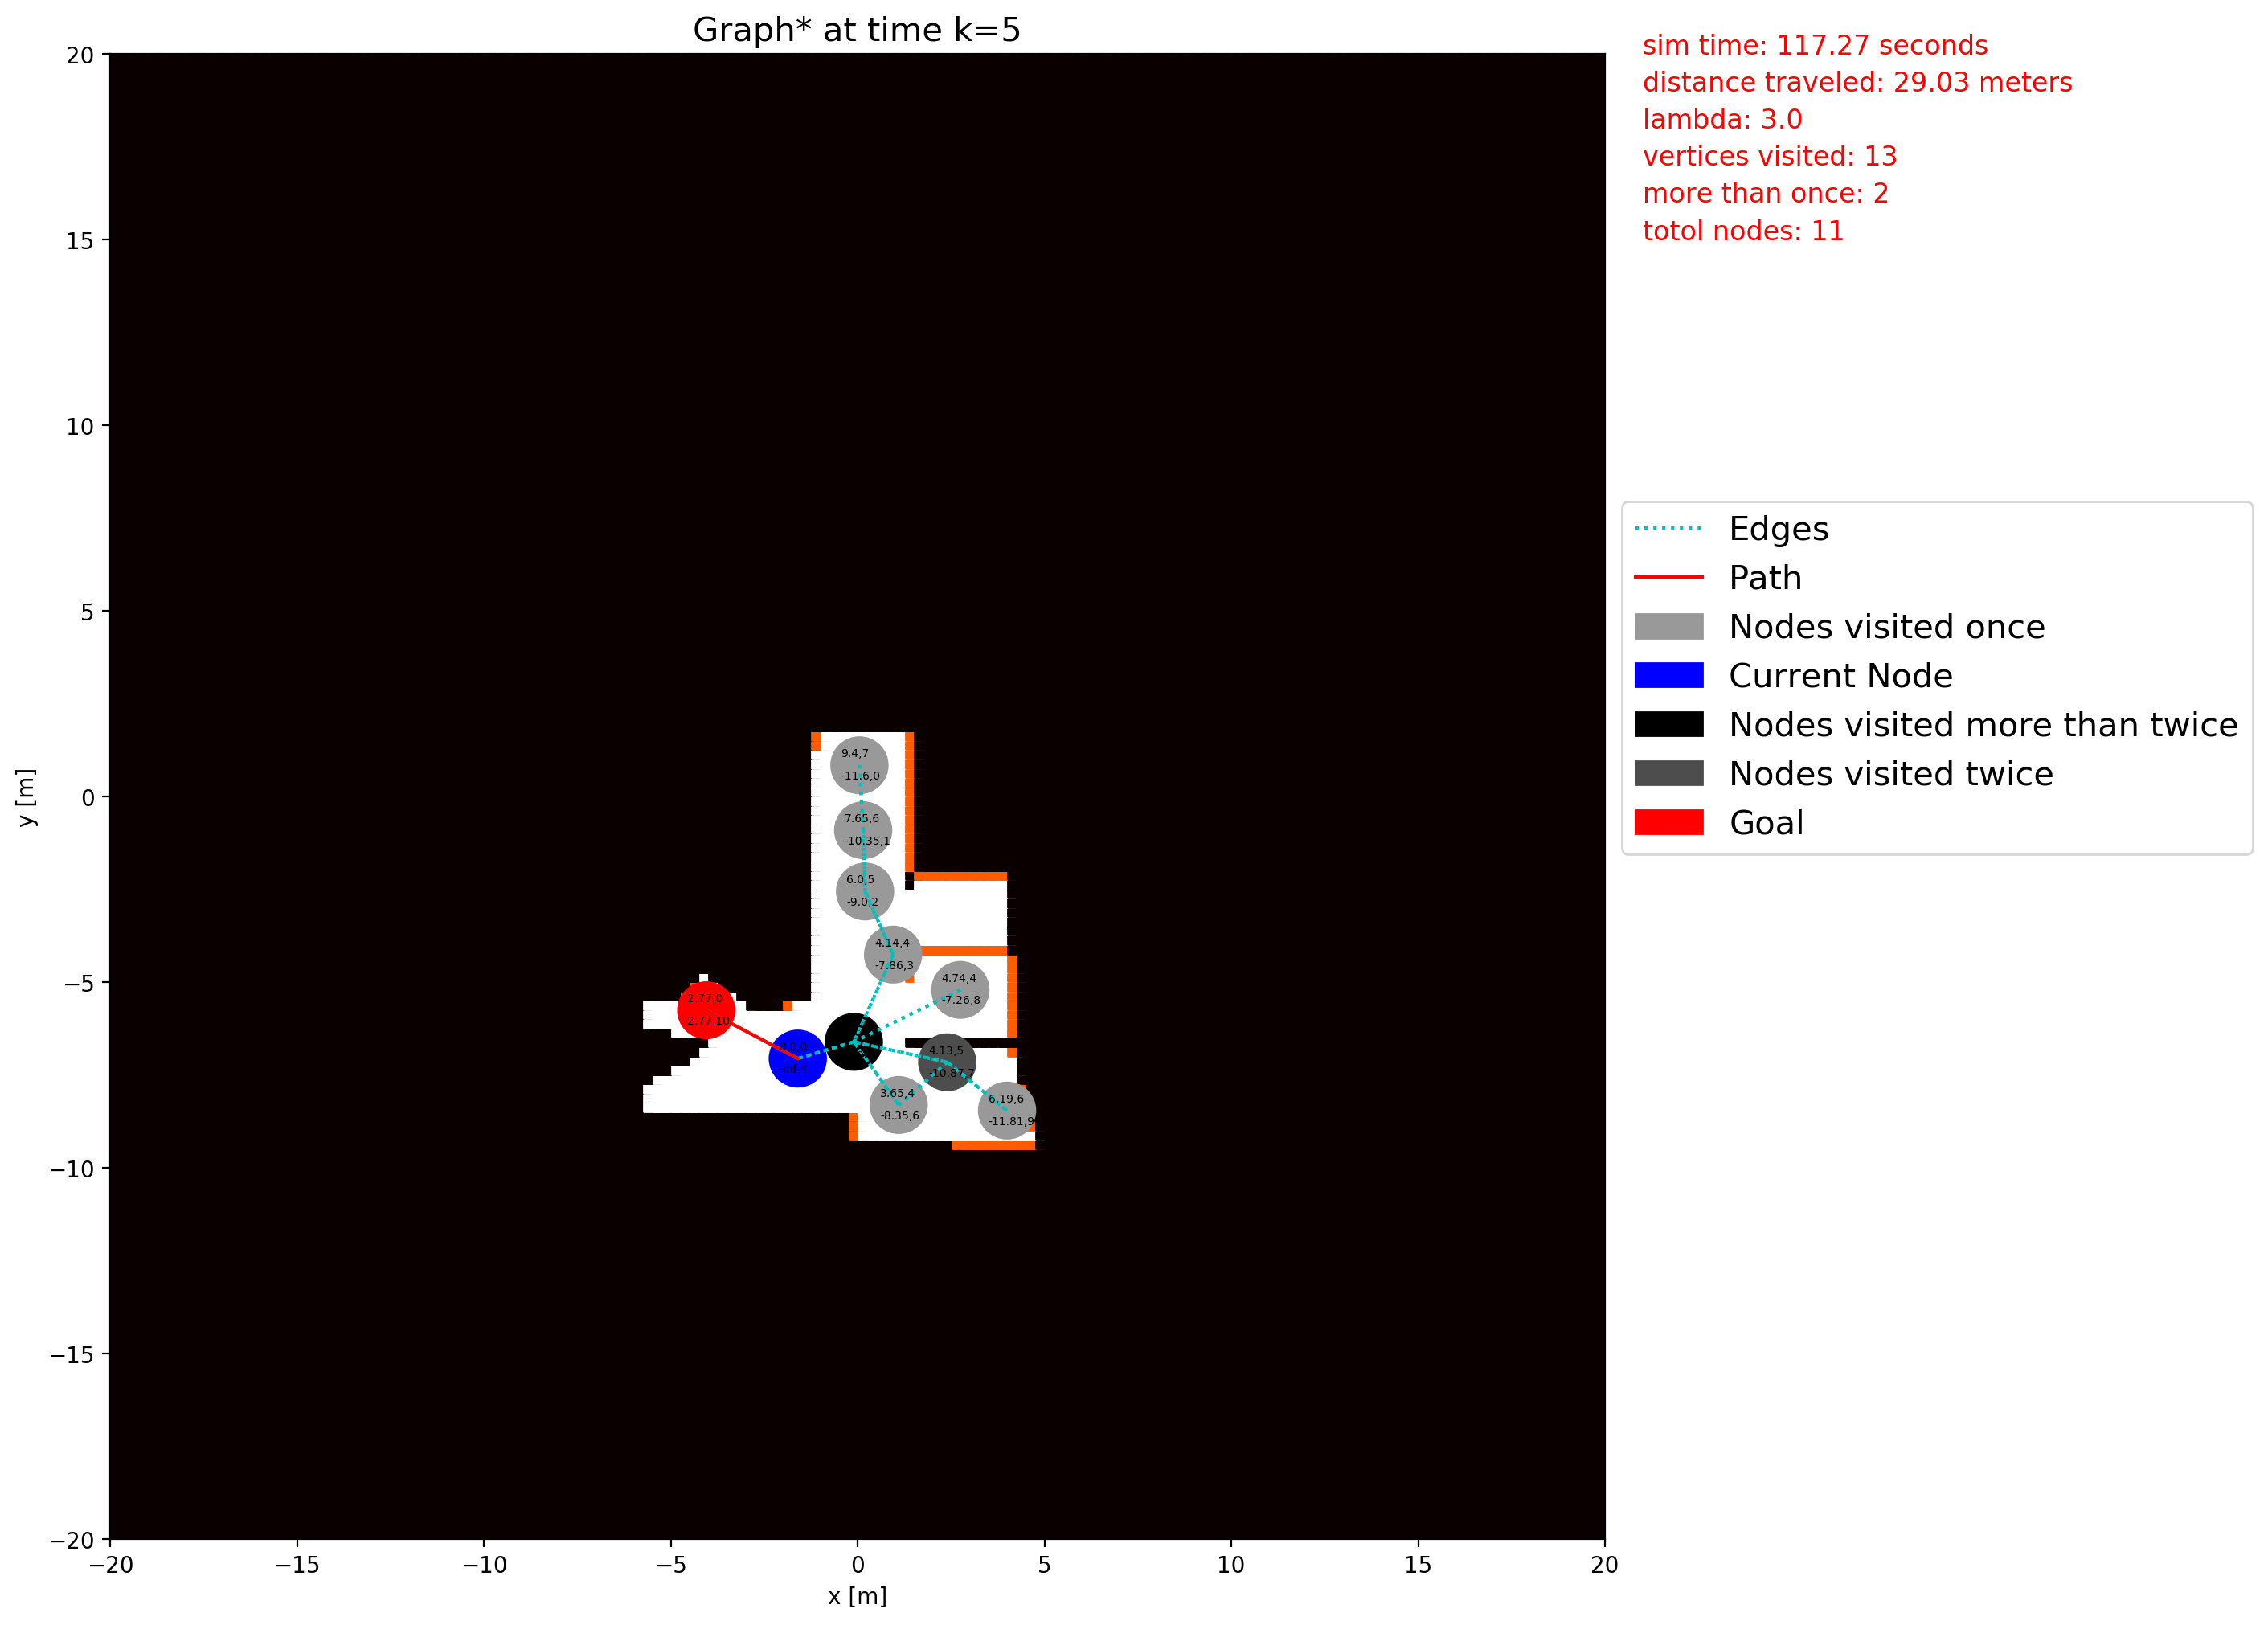 Graph* at time k=5
sim time: 117.27 seconds
distance traveled: 29.03 meters
lambda: 3.0
vertices visited: 13
more than once: 2
totol nodes: 11
20
15
10
5
0
−5
−10
−15
−20
y [m]
−20
−15
−10
−5
0
5
10
15
20
x [m]
9.4,7
-11.6,0
7.65,6
-10.35,1
6.0,5
-9.0,2
4.14,4
-7.86,3
4.74,4
-7.26,8
2.77,0
2.77,10
0.0,0
-inf,4
4.13,5
-10.87,7
3.65,4
-8.35,6
6.19,6
-11.81,9
Edges
Path
Nodes visited once
Current Node
Nodes visited more than twice
Nodes visited twice
Goal